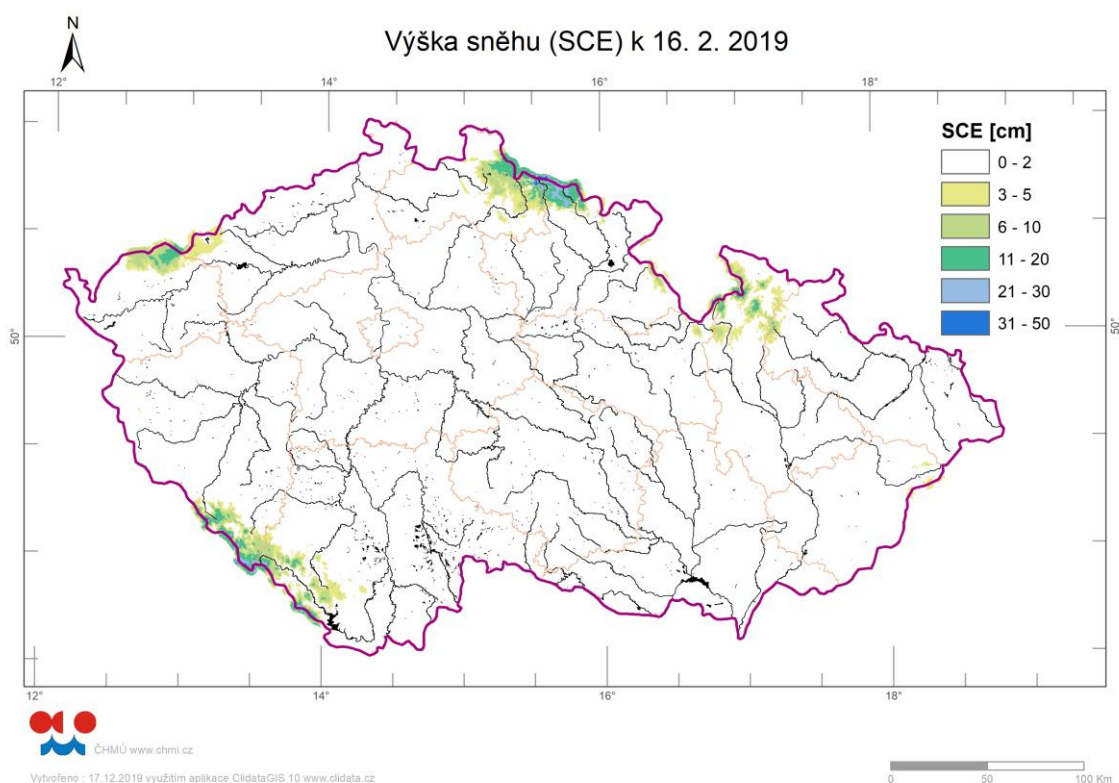 N
Výška sněhu (SCE) k 16. 2. 2019
12°
14°
16°
18°
SCE [cm]
0 - 2
3 - 5
6 - 10
11 - 20
21 - 30
31 - 50
50°
50°
12°
14°
16°
18°
ČHMÚ www.chmi.cz
Vytvořeno : 17.12.2019 využitím aplikace ClidataGIS 10 www.clidata.cz
0 50 100 Km